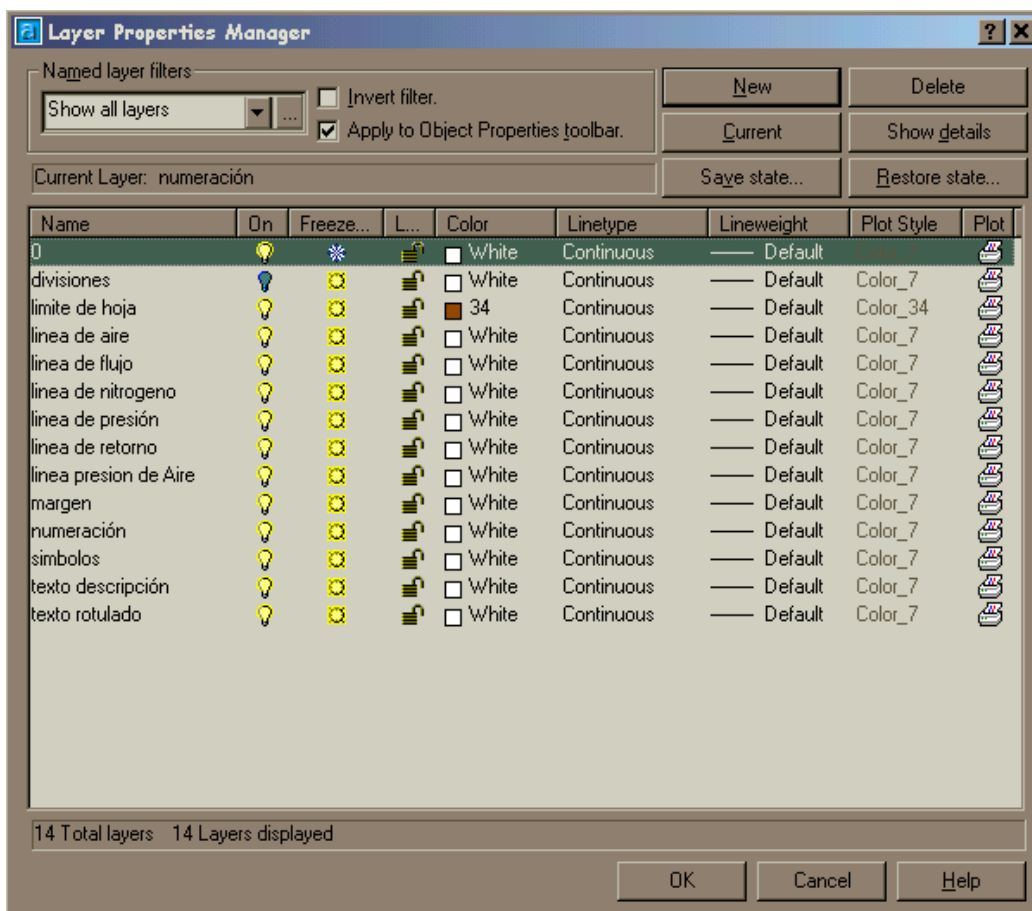 Layer Properties Manager
Named layer filters
Show all layers
...
Invert filter.
Apply to Object Properties toolbar.
New
Delete
Current
Show details
Current Layer: numeración
Save state...
Restore state...
Name On Freeze... L... Color Linetype Lineweight Plot Style Plot
0 White Continuous Default Color_7
divisiones White Continuous Default Color_7
limite de hoja 34 Continuous Default Color_34
linea de aire White Continuous Default Color_7
linea de flujo White Continuous Default Color_7
linea de nitrogeno White Continuous Default Color_7
linea de presión White Continuous Default Color_7
linea de retorno White Continuous Default Color_7
linea presion de Aire White Continuous Default Color_7
margen White Continuous Default Color_7
numeración White Continuous Default Color_7
simbolos White Continuous Default Color_7
texto descripción White Continuous Default Color_7
texto rotulado White Continuous Default Color_7
14 Total layers 14 Layers displayed
OK
Cancel
Help